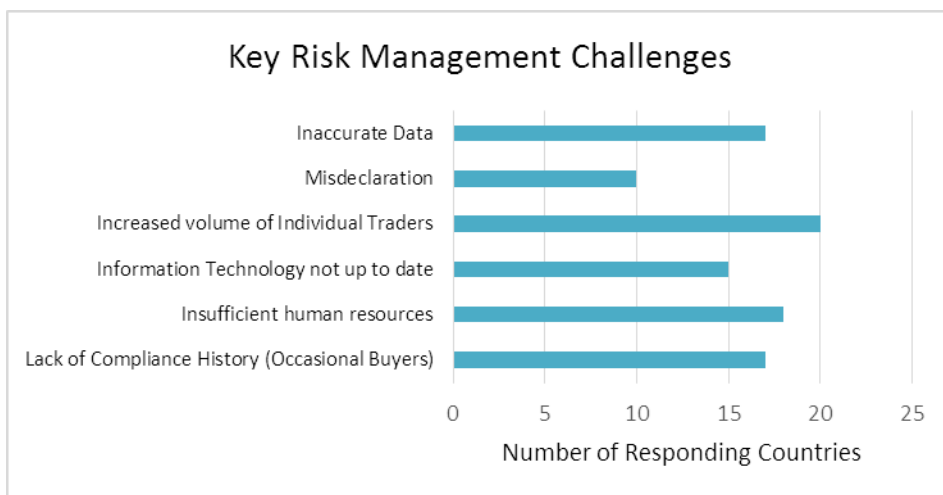 Key Risk Management Challenges
Inaccurate Data
Misdeclaration
Increased volume of Individual Traders
Information Technology not up to date
Insufficient human resources
Lack of Compliance History (Occasional Buyers)
0 5 10 15 20 25
Number of Responding Countries